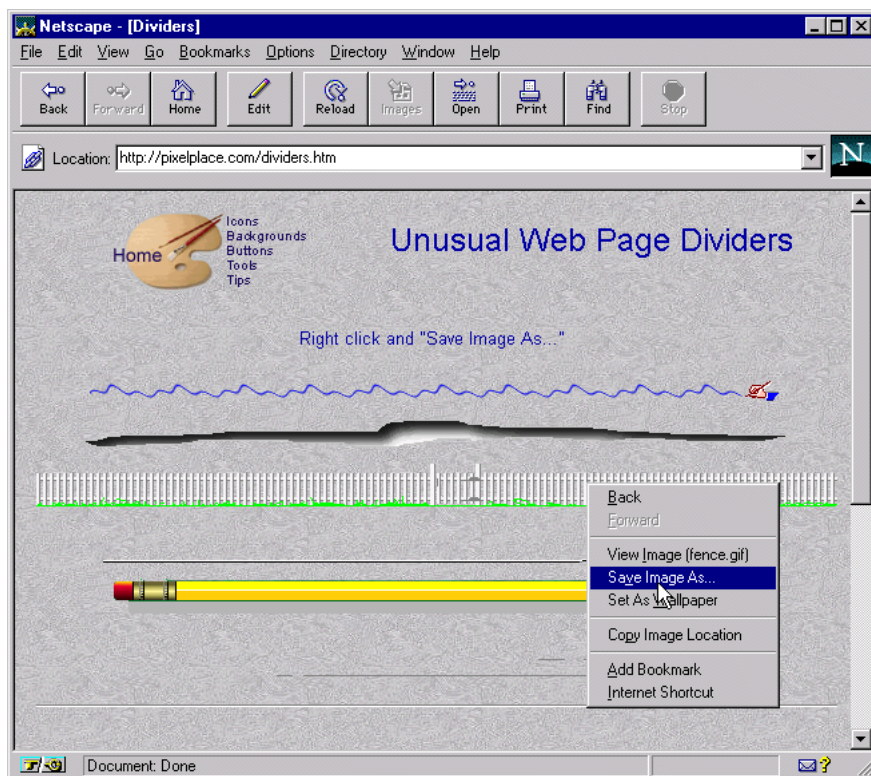 Netscape - [Dividers]
File Edit View Go Bookmarks Options Directory Window Help
Back Forward Home Edit Reload Images Open Print Find Stop
Location: http://pixelplace.com/dividers.htm
N
Home
Icons
Backgrounds
Buttons
Tools
Tips
Unusual Web Page Dividers
Right click and "Save Image As..."
Back
Forward
View Image (fence.gif)
Save Image As...
Set As Wallpaper
Copy Image Location
Add Bookmark
Internet Shortcut
Document: Done
?